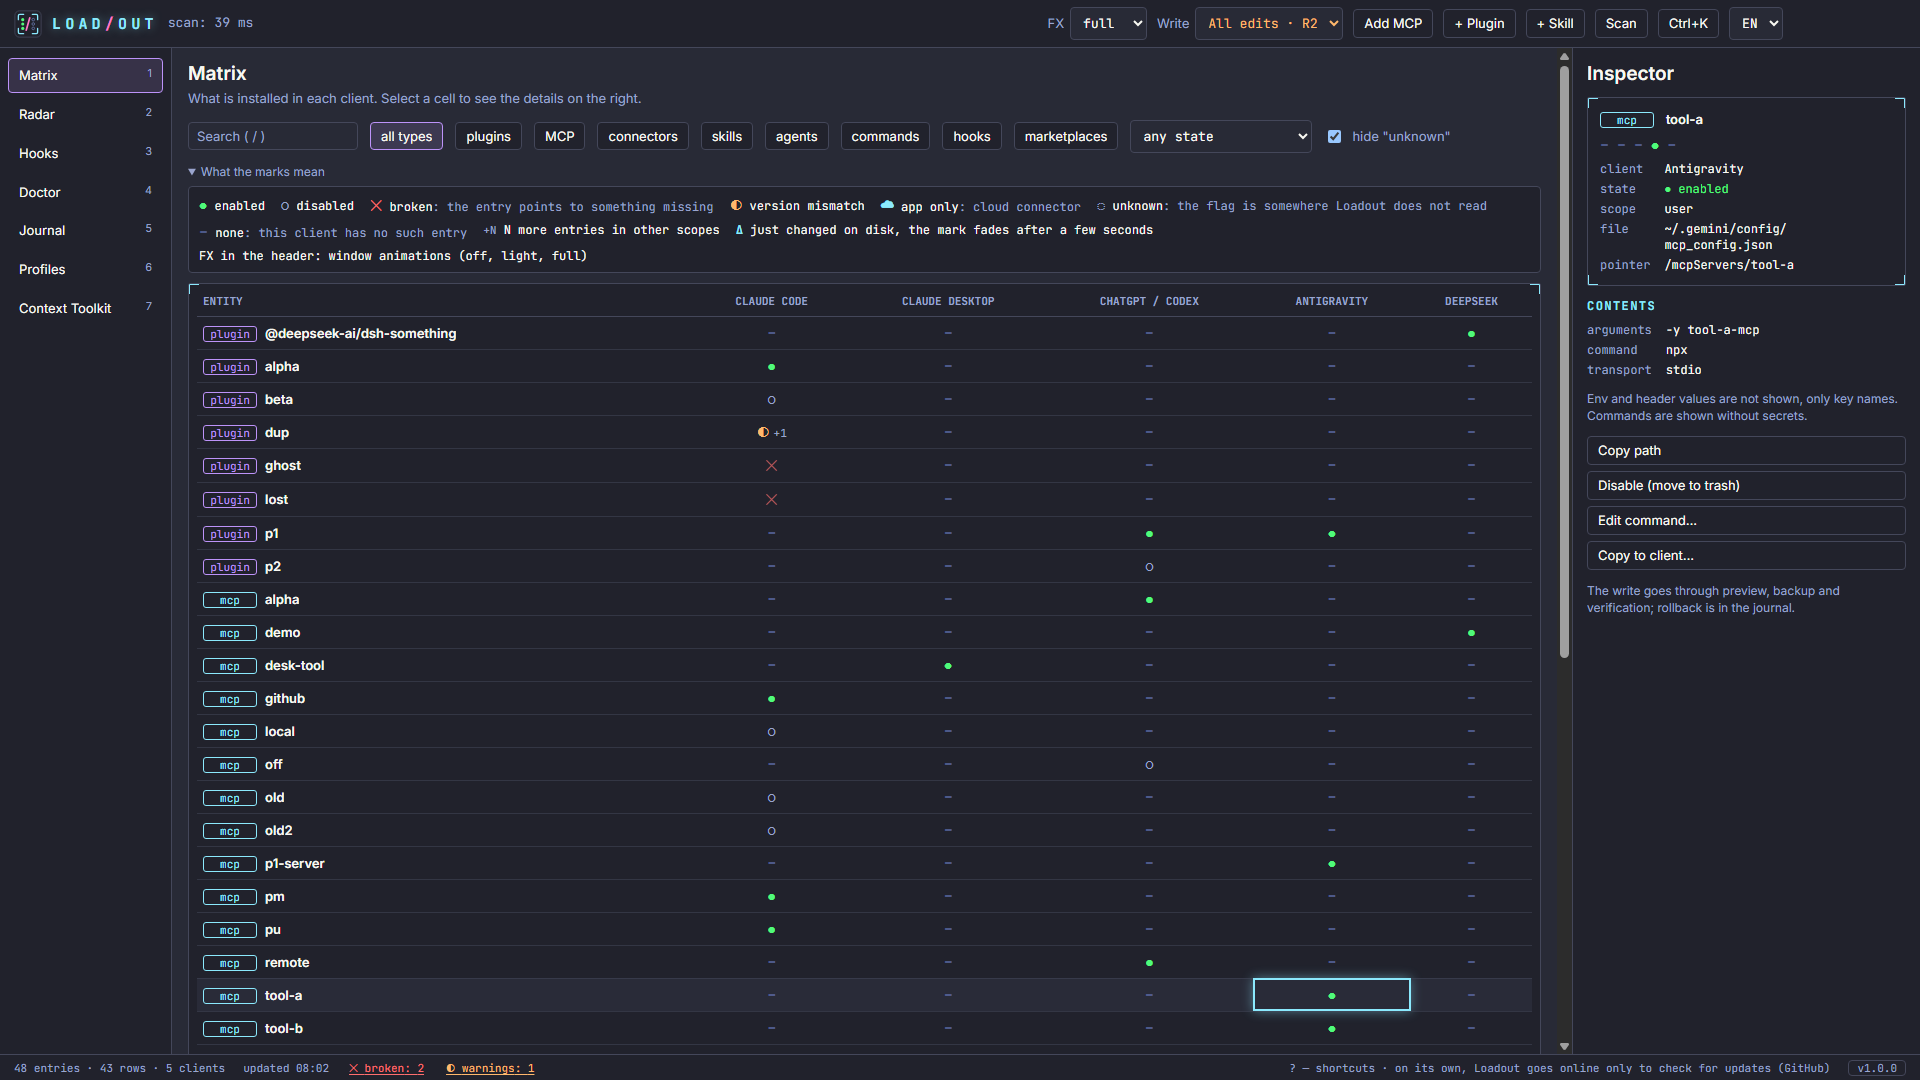 LOAD/OUT scan: 39 ms FX full Write All edits · R2 Add MCP + Plugin + Skill Scan Ctrl+K EN
Matrix 1
Radar 2
Hooks 3
Doctor 4
Journal 5
Profiles 6
Context Toolkit 7
Matrix
What is installed in each client. Select a cell to see the details on the right.
Search ( / ) all types plugins MCP connectors skills agents commands hooks marketplaces any state hide "unknown"
▼ What the marks mean
● enabled ○ disabled ✕ broken: the entry points to something missing ◐ version mismatch ☁ app only: cloud connector ◌ unknown: the flag is somewhere Loadout does not read
— none: this client has no such entry +N N more entries in other scopes Δ just changed on disk, the mark fades after a few seconds
FX in the header: window animations (off, light, full)
ENTITY CLAUDE CODE CLAUDE DESKTOP CHATGPT / CODEX ANTIGRAVITY DEEPSEEK
plugin @deepseek-ai/dsh-something — — — — ●
plugin alpha ● — — — —
plugin beta ○ — — — —
plugin dup ◐ +1 — — — —
plugin ghost ✕ — — — —
plugin lost ✕ — — — —
plugin p1 — — ● ● —
plugin p2 — — ○ — —
mcp alpha — — ● — —
mcp demo — — — — ●
mcp desk-tool — ● — — —
mcp github ● — — — —
mcp local ○ — — — —
mcp off — — ○ — —
mcp old ○ — — — —
mcp old2 ○ — — — —
mcp p1-server — — — ● —
mcp pm ● — — — —
mcp pu ● — — — —
mcp remote — — ● — —
mcp tool-a — — — ● —
mcp tool-b — — — ● —
Inspector
mcp tool-a
— — — ● —
client Antigravity
state ● enabled
scope user
file ~/.gemini/config/
mcp_config.json
pointer /mcpServers/tool-a
CONTENTS
arguments -y tool-a-mcp
command npx
transport stdio
Env and header values are not shown, only key names.
Commands are shown without secrets.
Copy path
Disable (move to trash)
Edit command...
Copy to client...
The write goes through preview, backup and
verification; rollback is in the journal.
48 entries · 43 rows · 5 clients updated 08:02 ✕ broken: 2 ◐ warnings: 1 ? — shortcuts · on its own, Loadout goes online only to check for updates (GitHub) v1.0.0